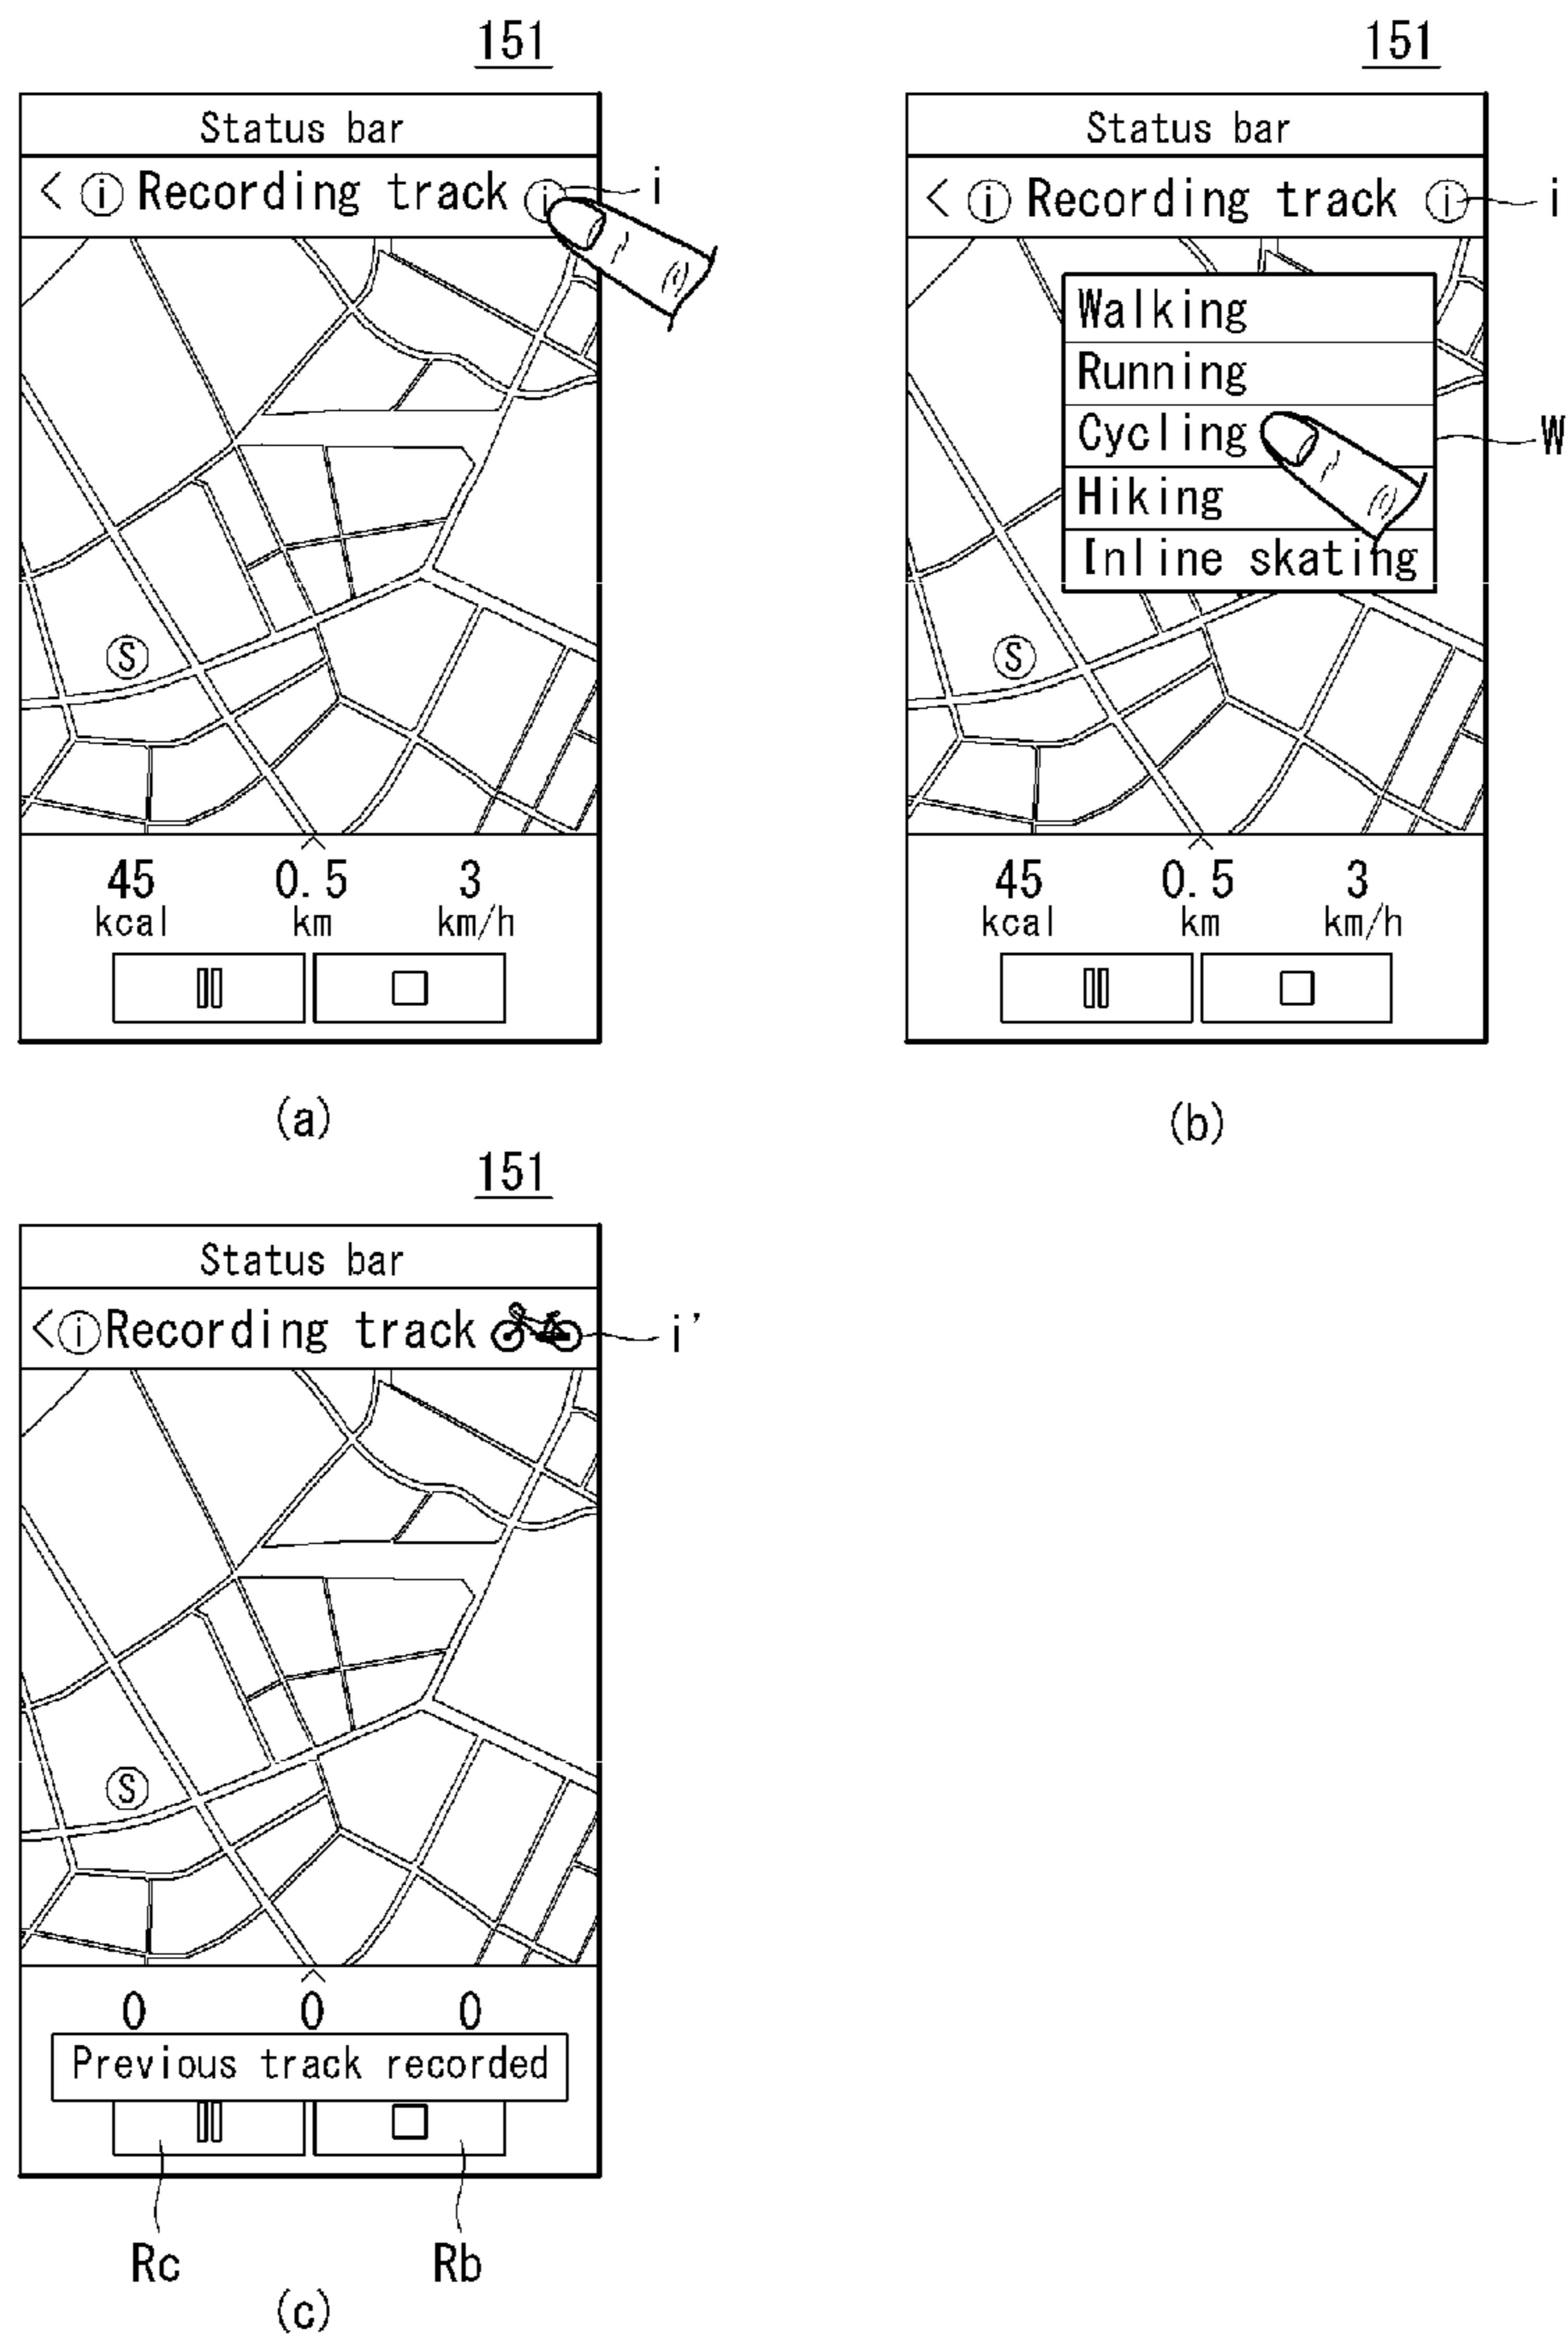 151
Status bar
< ⓘ Recording track ⓘ i
Ⓢ
45 0.5 3
kcal km km/h
(a)
151
Status bar
< ⓘ Recording track ⓘ i
Walking
Running
Cycling
W
Hiking
Inline skating
Ⓢ
45 0.5 3
kcal km km/h
(b)
151
Status bar
< ⓘ Recording track i'
Ⓢ
0 0 0
Previous track recorded
Rc Rb
(c)